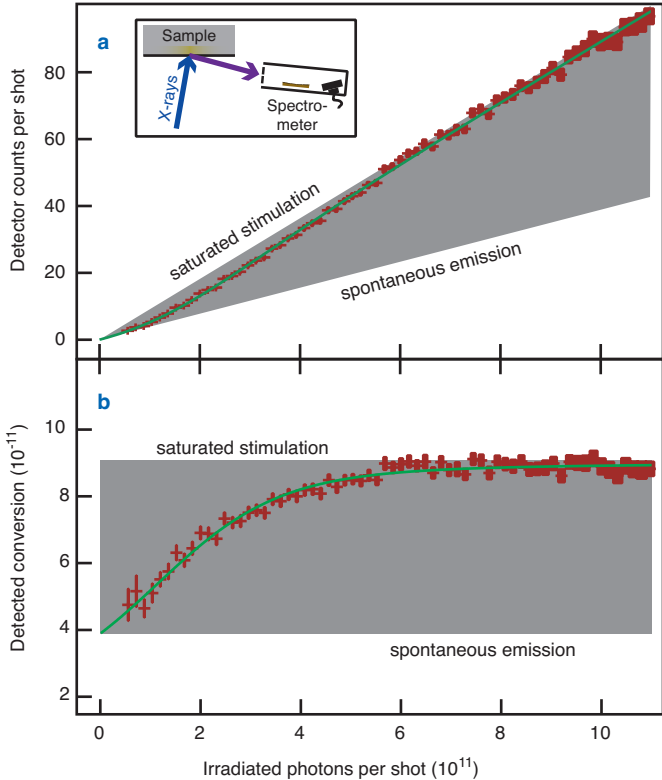 a
Sample
X-rays
Spectro-
meter
Detector counts per shot
80
60
40
20
0
saturated stimulation
spontaneous emission
b
Detected conversion (10⁻¹¹)
10
8
6
4
2
saturated stimulation
spontaneous emission
0 2 4 6 8 10
Irradiated photons per shot (10¹¹)